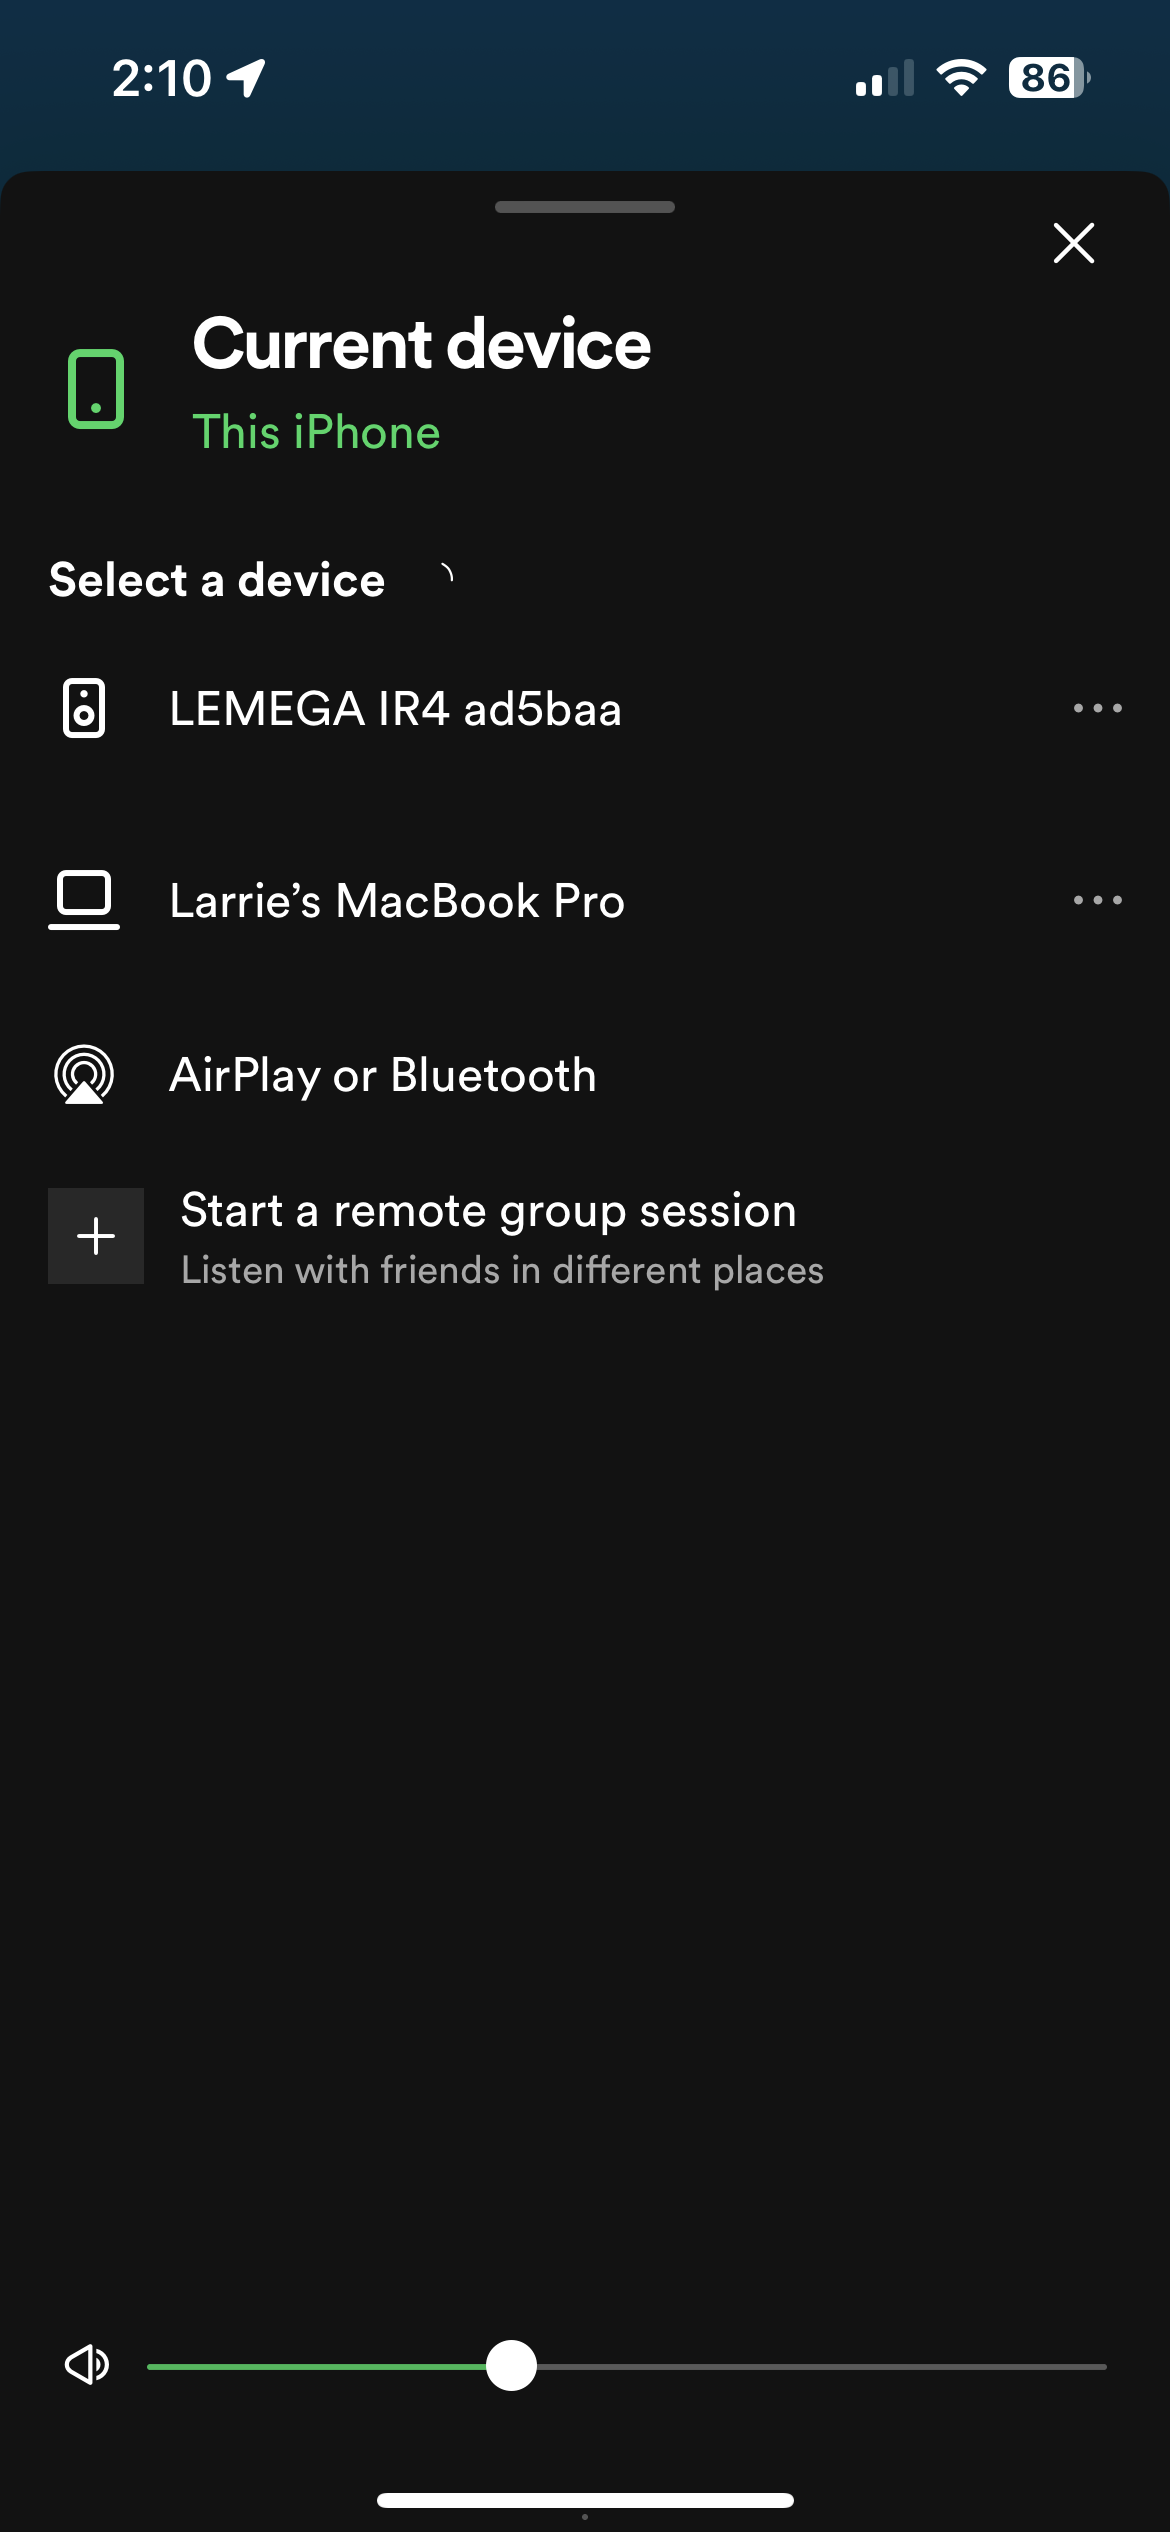 2:10
86
Current device
This iPhone
Select a device
LEMEGA IR4 ad5baa
Larrie’s MacBook Pro
AirPlay or Bluetooth
Start a remote group session
Listen with friends in different places